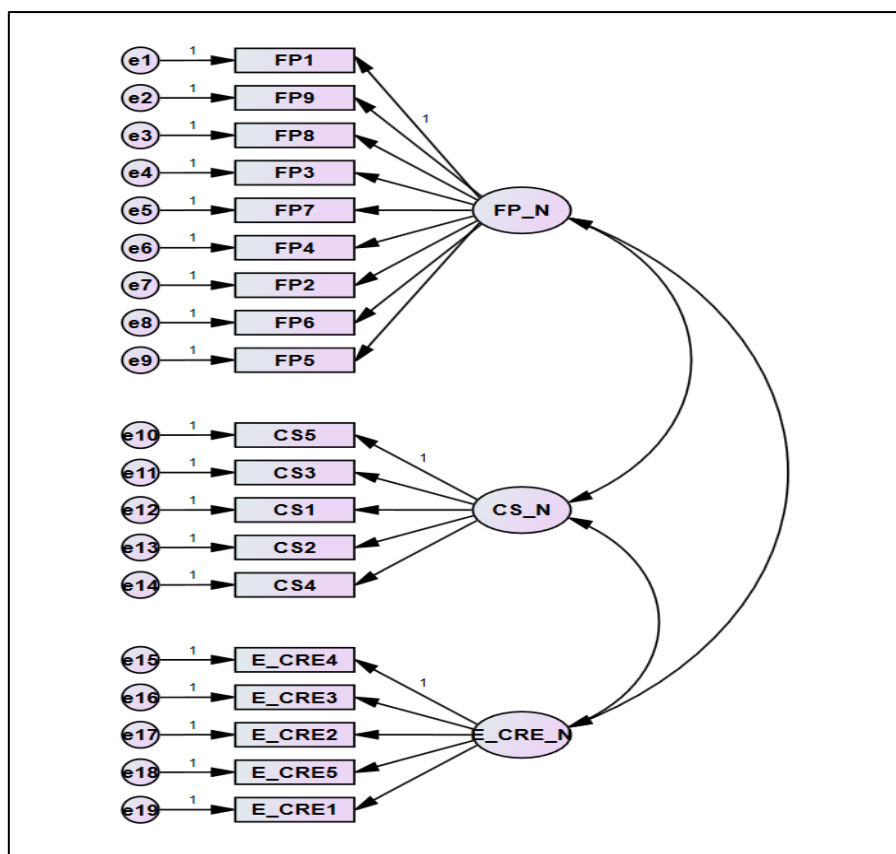 e1 1 FP1
e2 1 FP9
e3 1 FP8 1
e4 1 FP3
e5 1 FP7 FP_N
e6 1 FP4
e7 1 FP2
e8 1 FP6
e9 1 FP5
e10 1 CS5 1
e11 1 CS3
e12 1 CS1 CS_N
e13 1 CS2
e14 1 CS4
e15 1 E_CRE4 1
e16 1 E_CRE3
e17 1 E_CRE2 E_CRE_N
e18 1 E_CRE5
e19 1 E_CRE1